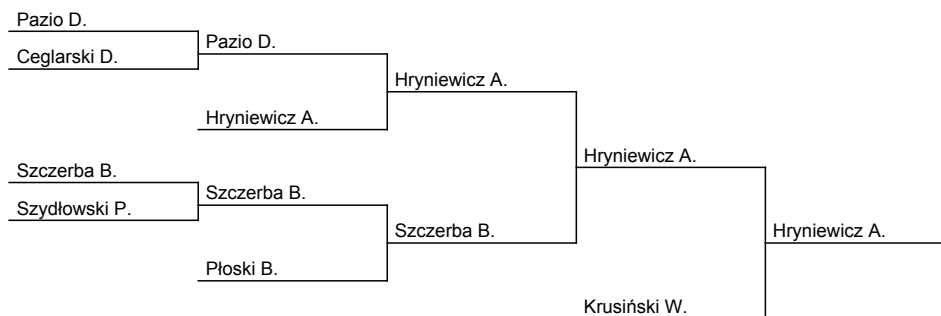 Pazio D.
Ceglarski D.
Pazio D.
Hryniewicz A.
Hryniewicz A.
Szczerba B.
Szydłowski P.
Szczerba B.
Płoski B.
Szczerba B.
Hryniewicz A.
Krusiński W.
Hryniewicz A.